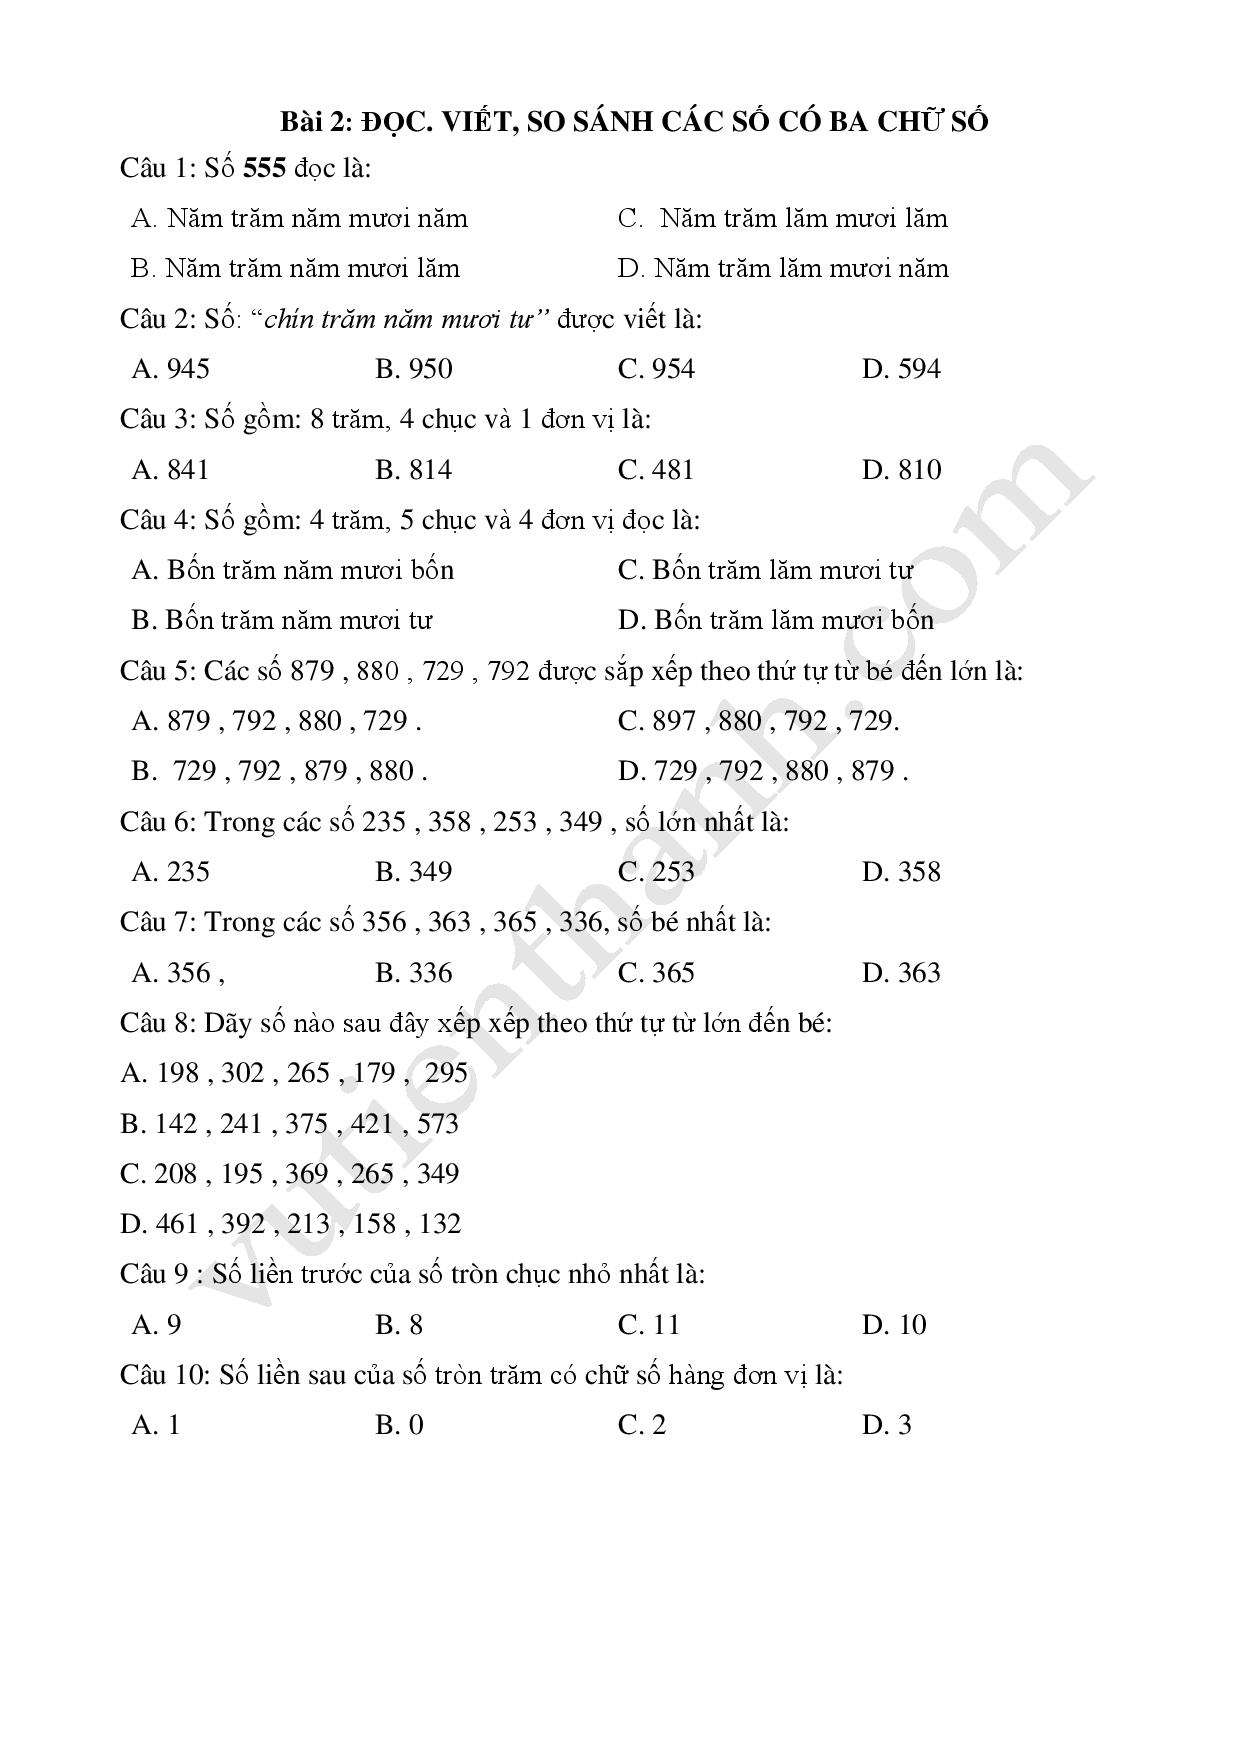 Bài 2: ĐỌC. VIẾT, SO SÁNH CÁC SỐ CÓ BA CHỮ SỐ
Câu 1: Số 555 đọc là:
A. Năm trăm năm mươi năm C. Năm trăm lăm mươi lăm
B. Năm trăm năm mươi lăm D. Năm trăm lăm mươi năm
Câu 2: Số: “chín trăm năm mươi tư” được viết là:
A. 945 B. 950 C. 954 D. 594
Câu 3: Số gồm: 8 trăm, 4 chục và 1 đơn vị là:
A. 841 B. 814 C. 481 D. 810
Câu 4: Số gồm: 4 trăm, 5 chục và 4 đơn vị đọc là:
A. Bốn trăm năm mươi bốn C. Bốn trăm lăm mươi tư
B. Bốn trăm năm mươi tư D. Bốn trăm lăm mươi bốn
Câu 5: Các số 879 , 880 , 729 , 792 được sắp xếp theo thứ tự từ bé đến lớn là:
A. 879 , 792 , 880 , 729 . C. 897 , 880 , 792 , 729.
B. 729 , 792 , 879 , 880 . D. 729 , 792 , 880 , 879 .
Câu 6: Trong các số 235 , 358 , 253 , 349 , số lớn nhất là:
A. 235 B. 349 C. 253 D. 358
Câu 7: Trong các số 356 , 363 , 365 , 336, số bé nhất là:
A. 356 , B. 336 C. 365 D. 363
Câu 8: Dãy số nào sau đây xếp xếp theo thứ tự từ lớn đến bé:
A. 198 , 302 , 265 , 179 , 295
B. 142 , 241 , 375 , 421 , 573
C. 208 , 195 , 369 , 265 , 349
D. 461 , 392 , 213 , 158 , 132
Câu 9 : Số liền trước của số tròn chục nhỏ nhất là:
A. 9 B. 8 C. 11 D. 10
Câu 10: Số liền sau của số tròn trăm có chữ số hàng đơn vị là:
A. 1 B. 0 C. 2 D. 3
vutienthanh.com